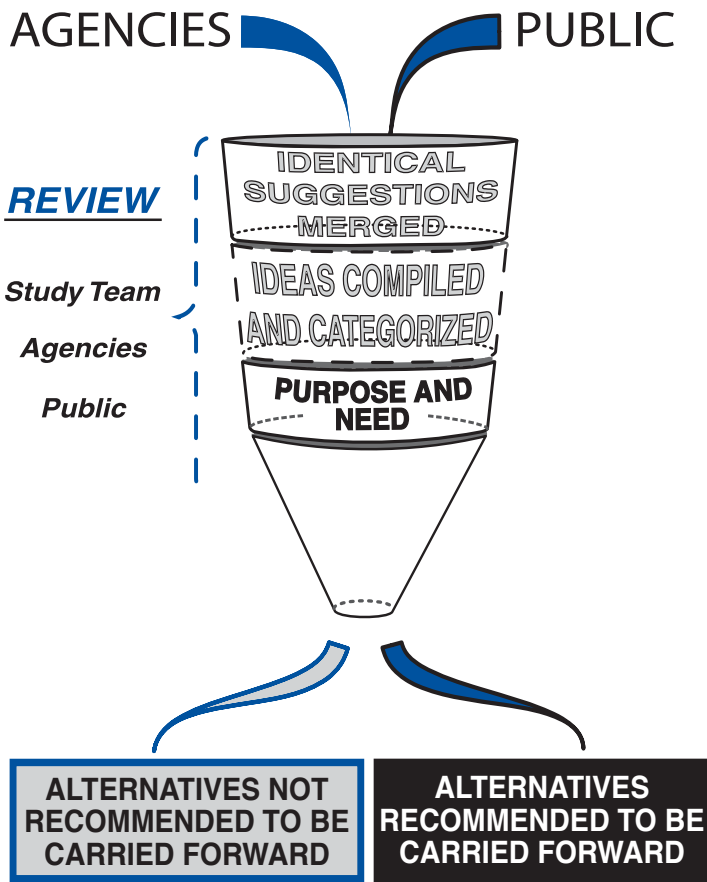 AGENCIES
PUBLIC
REVIEW
Study Team
Agencies
Public
IDENTICAL
SUGGESTIONS
MERGED
IDEAS COMPILED
AND CATEGORIZED
PURPOSE AND
NEED
ALTERNATIVES NOT
RECOMMENDED TO BE
CARRIED FORWARD
ALTERNATIVES
RECOMMENDED TO BE
CARRIED FORWARD